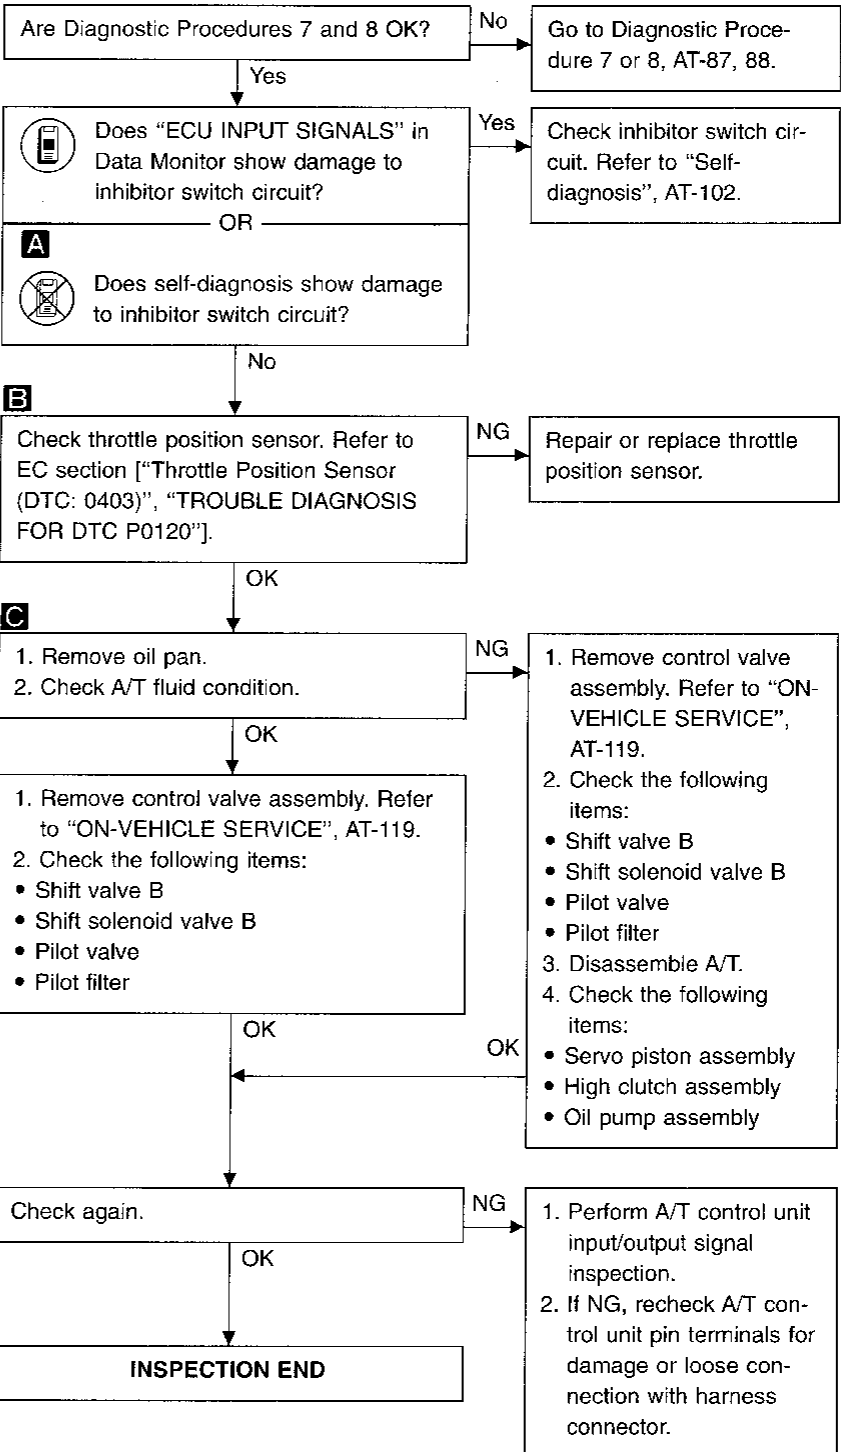 Are Diagnostic Procedures 7 and 8 OK?
No
Go to Diagnostic Proce-
dure 7 or 8, AT-87, 88.
Yes
Does “ECU INPUT SIGNALS” in
Data Monitor show damage to
inhibitor switch circuit?
Yes
Check inhibitor switch cir-
cuit. Refer to “Self-
diagnosis”, AT-102.
OR
A
Does self-diagnosis show damage
to inhibitor switch circuit?
No
B
Check throttle position sensor. Refer to
EC section [“Throttle Position Sensor
(DTC: 0403)”, “TROUBLE DIAGNOSIS
FOR DTC P0120”].
NG
Repair or replace throttle
position sensor.
OK
C
1. Remove oil pan.
2. Check A/T fluid condition.
NG
1. Remove control valve
assembly. Refer to “ON-
VEHICLE SERVICE”,
AT-119.
2. Check the following
items:
• Shift valve B
• Shift solenoid valve B
• Pilot valve
• Pilot filter
3. Disassemble A/T.
4. Check the following
items:
• Servo piston assembly
• High clutch assembly
• Oil pump assembly
OK
1. Remove control valve assembly. Refer
to “ON-VEHICLE SERVICE”, AT-119.
2. Check the following items:
• Shift valve B
• Shift solenoid valve B
• Pilot valve
• Pilot filter
OK
OK
Check again.
NG
1. Perform A/T control unit
input/output signal
inspection.
2. If NG, recheck A/T con-
trol unit pin terminals for
damage or loose con-
nection with harness
connector.
OK
INSPECTION END